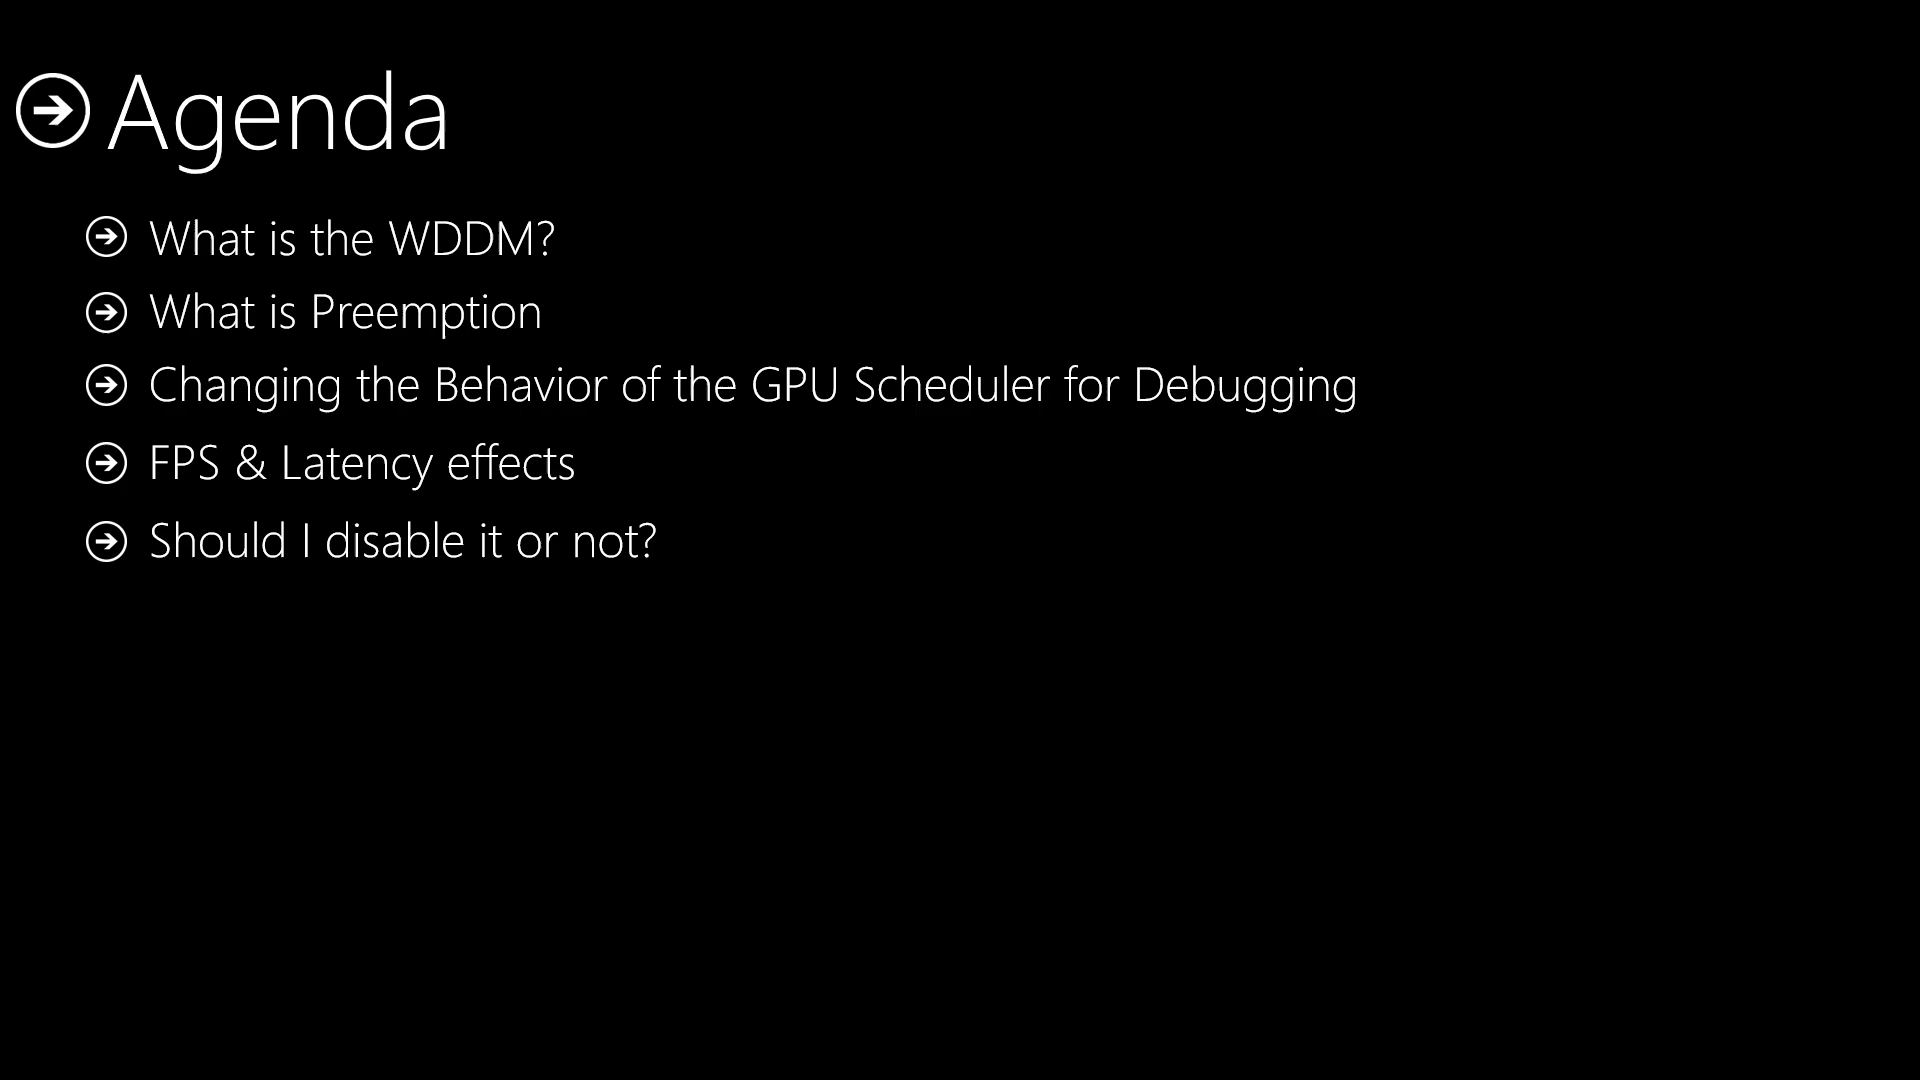 Agenda
What is the WDDM?
What is Preemption
Changing the Behavior of the GPU Scheduler for Debugging
FPS & Latency effects
Should I disable it or not?